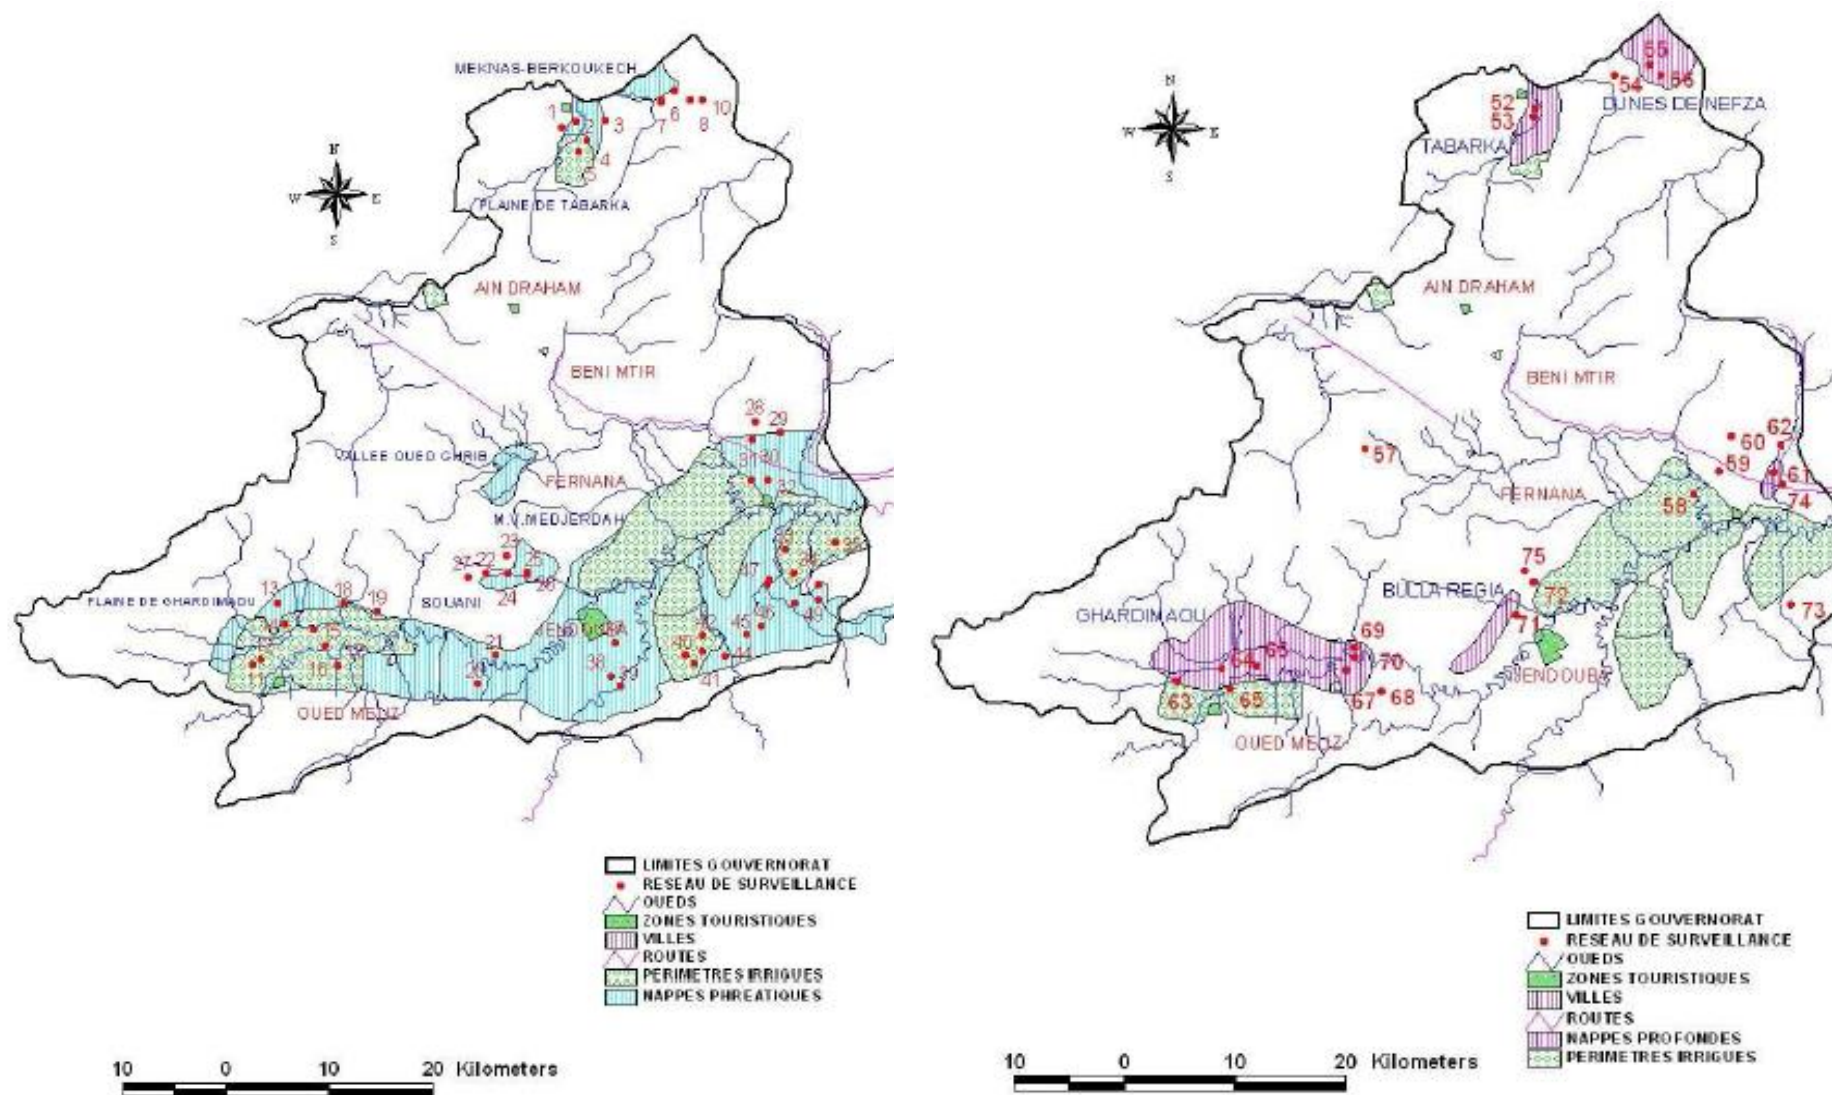 MEKNAS-BERKOUKECH
1
2
3
4
5
6
7
8
10
N
W
E
S
PLAINE DE TABARKA
AIN DRAHAM
BENI MTIR
28
29
30
31
32
VALLEE OUED GHRIB
FERNANA
M.V.MEDJERDAH
23
22
25
24
26
47
SOUANI
13
18
19
PLAINE DE GHARDIMAOU
15
16
11
21
20
JENDOUBA
38
39
40
41
44
45
46
49
OUED MELIZ
LIMITES GOUVERNORAT
RESEAU DE SURVEILLANCE
OUEDS
ZONES TOURISTIQUES
VILLES
ROUTES
PERIMETRES IRRIGUES
NAPPES PHREATIQUES
10 0 10 20 Kilometers
55
54
56
DUNES DE NEFZA
52
53
TABARKA
N
W
E
S
AIN DRAHAM
BENI MTIR
57
60
62
59
61
74
FERNANA
58
75
BULLA REGIA
72
71
73
GHARDIMAOU
69
64
65
70
63
65
67
68
JENDOUBA
OUED MELIZ
LIMITES GOUVERNORAT
RESEAU DE SURVEILLANCE
OUEDS
ZONES TOURISTIQUES
VILLES
ROUTES
NAPPES PROFONDES
PERIMETRES IRRIGUES
10 0 10 20 Kilometers